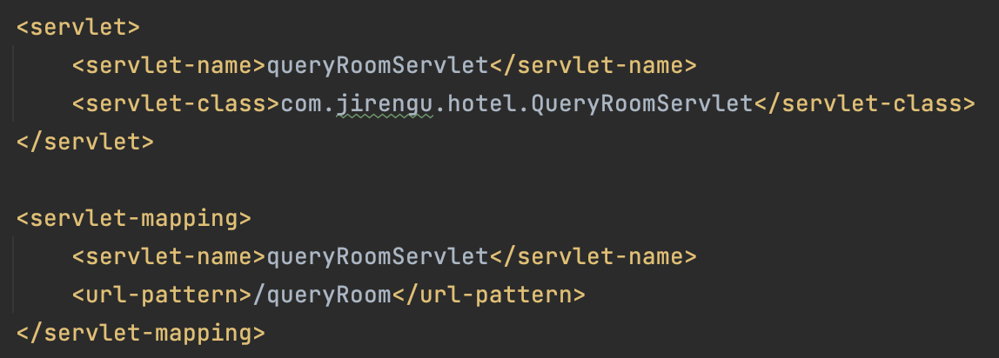 <servlet>
<servlet-name>queryRoomServlet</servlet-name>
<servlet-class>com.jirengu.hotel.QueryRoomServlet</servlet-class>
</servlet>
<servlet-mapping>
<servlet-name>queryRoomServlet</servlet-name>
<url-pattern>/queryRoom</url-pattern>
</servlet-mapping>